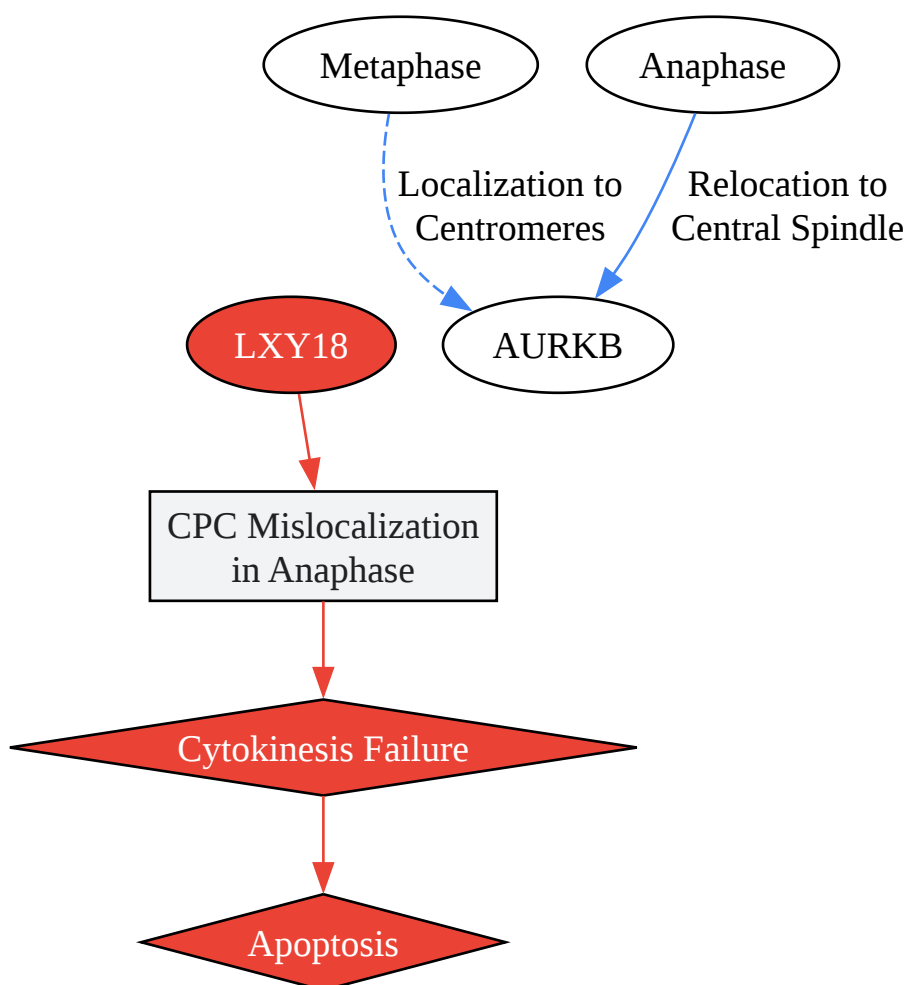 Metaphase
Anaphase
Localization to
Centromeres
Relocation to
Central Spindle
LXY18
AURKB
CPC Mislocalization
in Anaphase
Cytokinesis Failure
Apoptosis